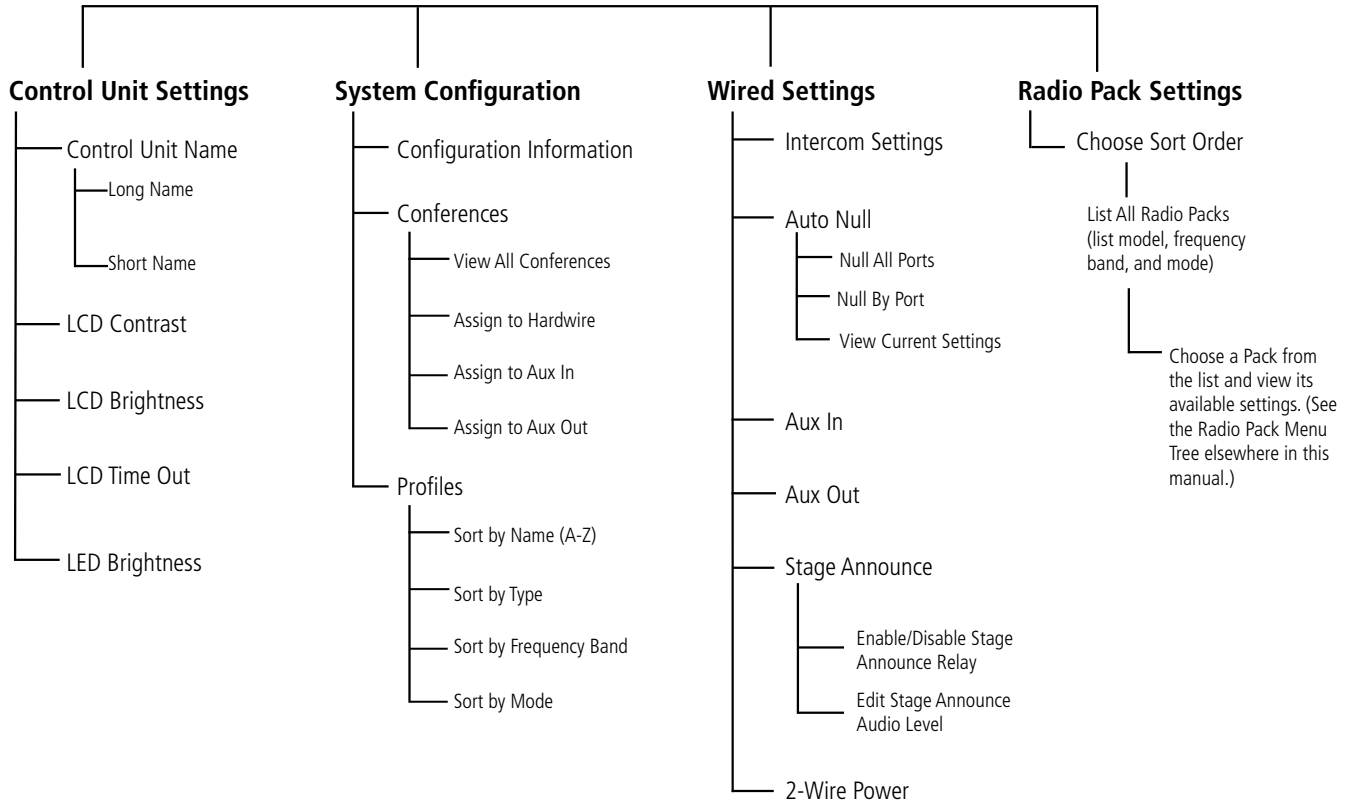 Control Unit Settings
Control Unit Name
Long Name
Short Name
LCD Contrast
LCD Brightness
LCD Time Out
LED Brightness
System Configuration
Configuration Information
Conferences
View All Conferences
Assign to Hardwire
Assign to Aux In
Assign to Aux Out
Profiles
Sort by Name (A-Z)
Sort by Type
Sort by Frequency Band
Sort by Mode
Wired Settings
Intercom Settings
Auto Null
Null All Ports
Null By Port
View Current Settings
Aux In
Aux Out
Stage Announce
Enable/Disable Stage
Announce Relay
Edit Stage Announce
Audio Level
2-Wire Power
Radio Pack Settings
Choose Sort Order
List All Radio Packs
(list model, frequency
band, and mode)
Choose a Pack from
the list and view its
available settings. (See
the Radio Pack Menu
Tree elsewhere in this
manual.)